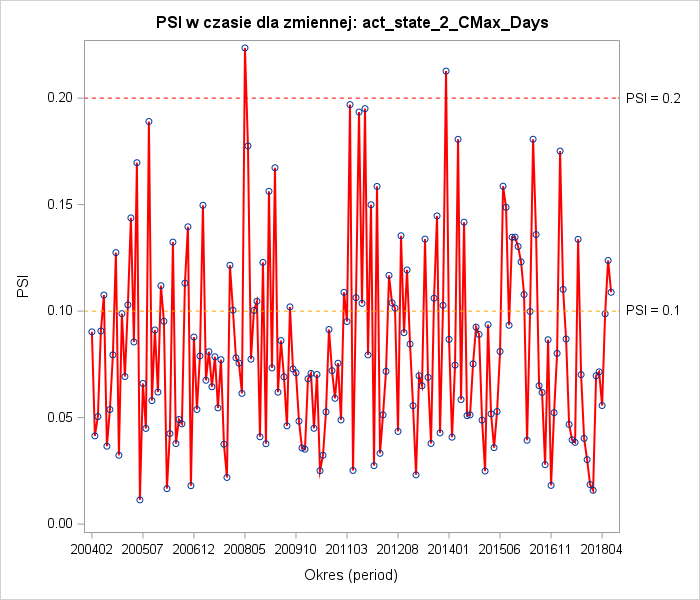 PSI w czasie dla zmiennej: act_state_2_CMax_Days
0.20
PSI = 0.2
0.15
PSI
0.10
PSI = 0.1
0.05
0.00
200402 200507 200612 200805 200910 201103 201208 201401 201506 201611 201804
Okres (period)